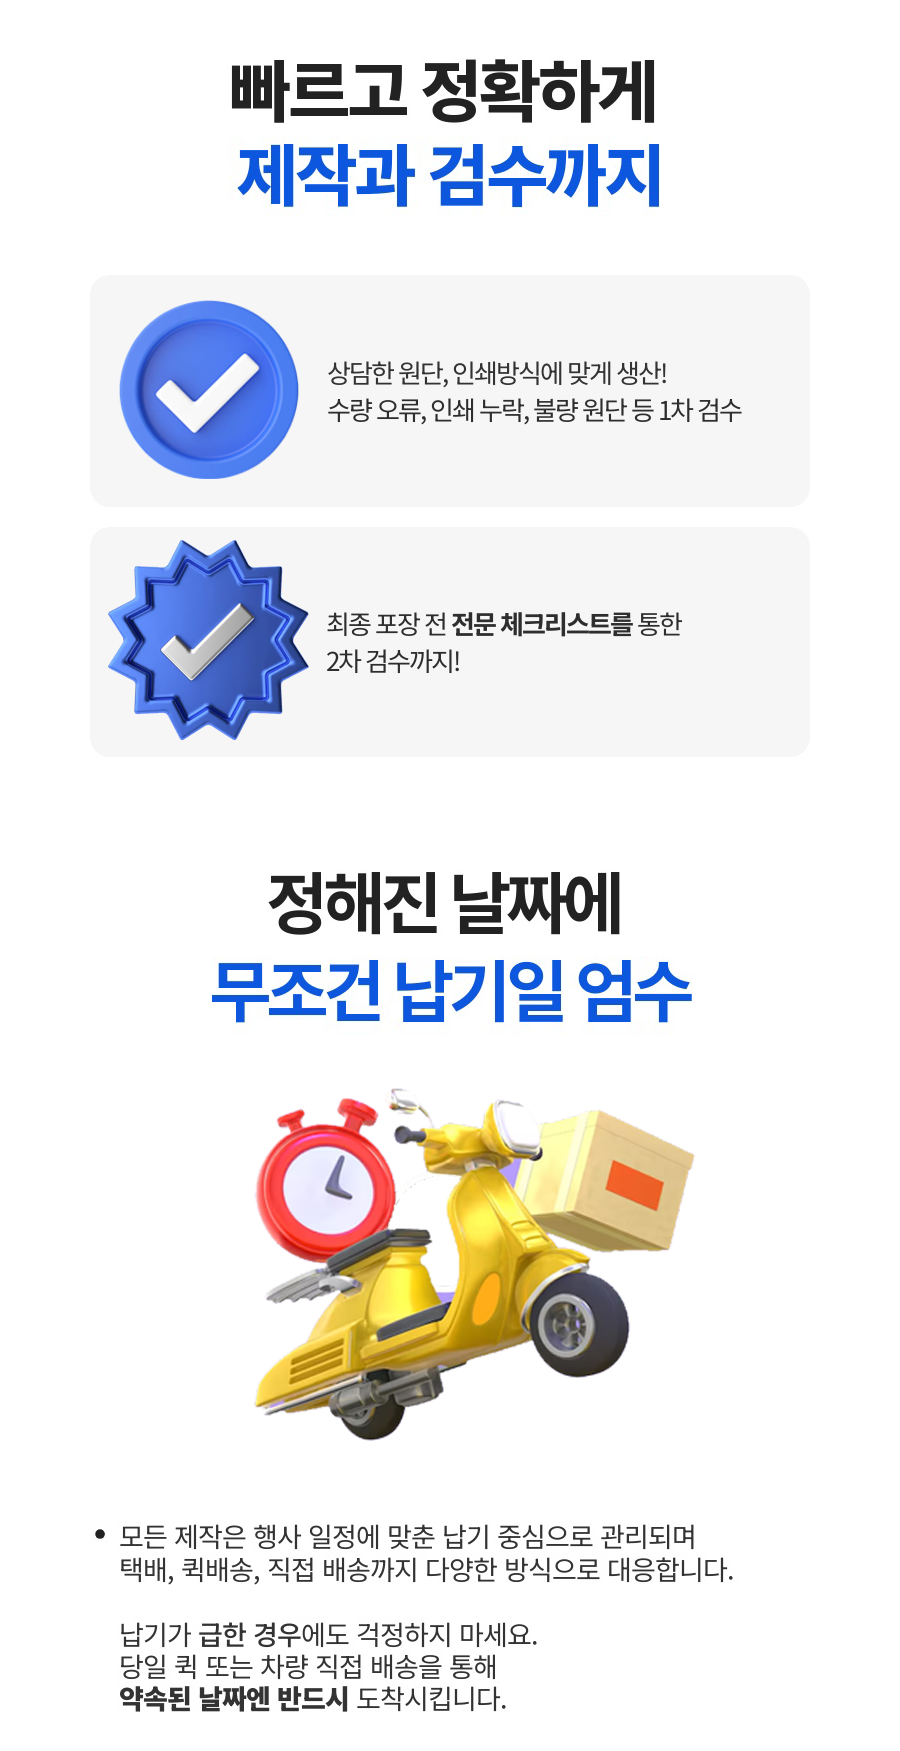 빠르고 정확하게
제작과 검수까지
상담한 원단, 인쇄방식에 맞게 생산!
수량 오류, 인쇄 누락, 불량 원단 등 1차 검수
최종 포장 전 전문 체크리스트를 통한
2차 검수까지!
정해진 날짜에
무조건 납기일 엄수
• 모든 제작은 행사 일정에 맞춘 납기 중심으로 관리되며
택배, 퀵배송, 직접 배송까지 다양한 방식으로 대응합니다.
납기가 급한 경우에도 걱정하지 마세요.
당일 퀵 또는 차량 직접 배송을 통해
약속된 날짜엔 반드시 도착시킵니다.